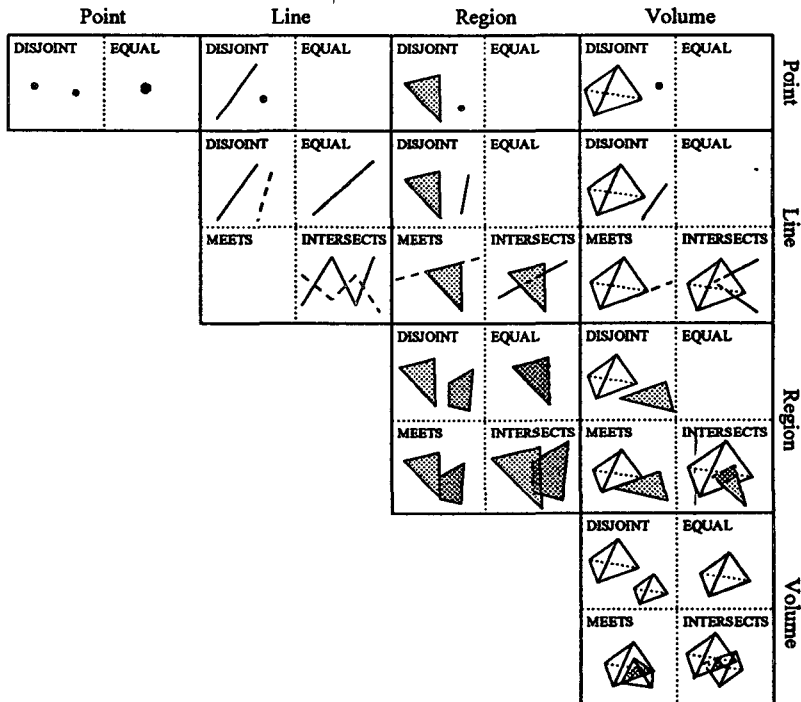 Point Line Region Volume
DISJOINT EQUAL DISJOINT EQUAL DISJOINT EQUAL DISJOINT EQUAL
Point
DISJOINT EQUAL DISJOINT EQUAL DISJOINT EQUAL
Line
MEETS INTERSECTS MEETS INTERSECTS MEETS INTERSECTS
DISJOINT EQUAL DISJOINT EQUAL
Region
MEETS INTERSECTS MEETS INTERSECTS
DISJOINT EQUAL
Volume
MEETS INTERSECTS